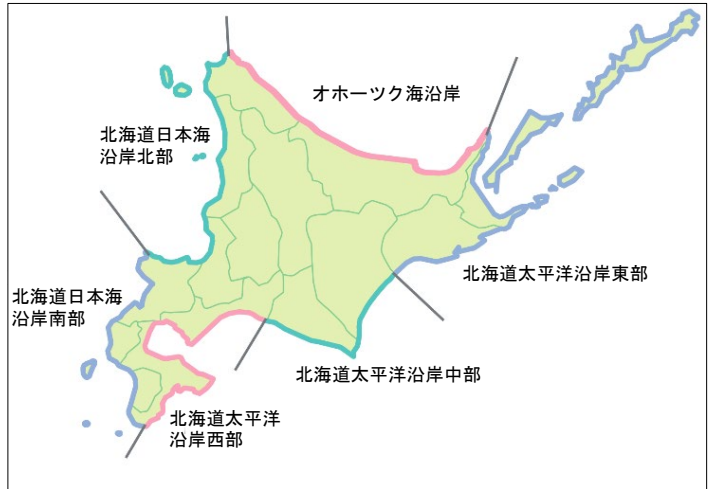 オホーツク海沿岸
北海道日本海
沿岸北部
北海道太平洋沿岸東部
北海道日本海
沿岸南部
北海道太平洋沿岸中部
北海道太平洋
沿岸西部